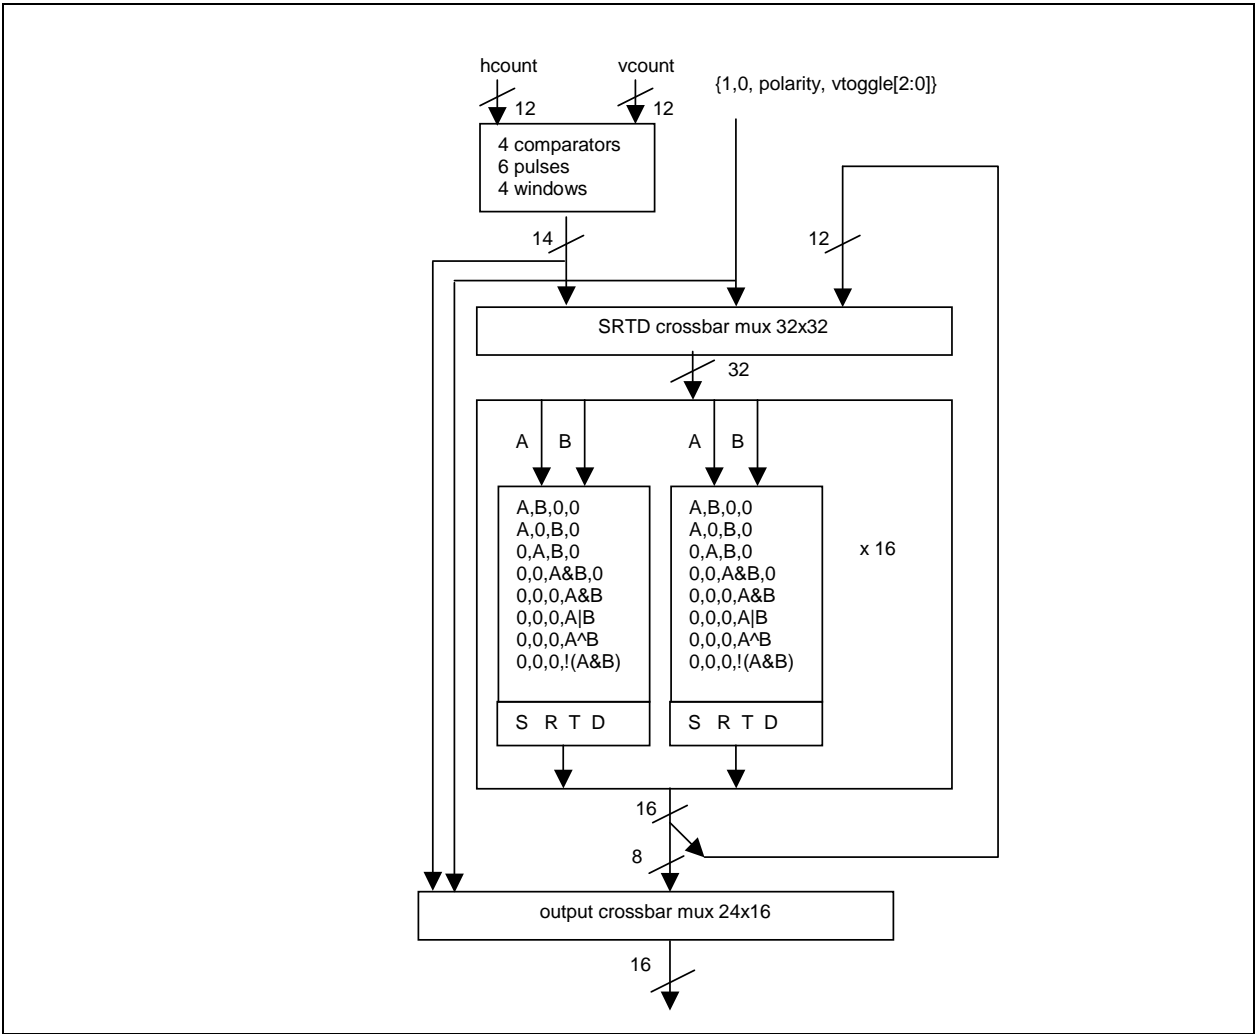 hcount vcount
{1,0, polarity, vtoggle[2:0]}
12 12
4 comparators
6 pulses
4 windows
14 12
SRTD crossbar mux 32x32
32
A B A B
A,B,0,0 A,B,0,0
A,0,B,0 A,0,B,0
0,A,B,0 0,A,B,0
x 16
0,0,A&B,0 0,0,A&B,0
0,0,0,A&B 0,0,0,A&B
0,0,0,A|B 0,0,0,A|B
0,0,0,A^B 0,0,0,A^B
0,0,0,!(A&B) 0,0,0,!(A&B)
S R T D S R T D
16
8
output crossbar mux 24x16
16